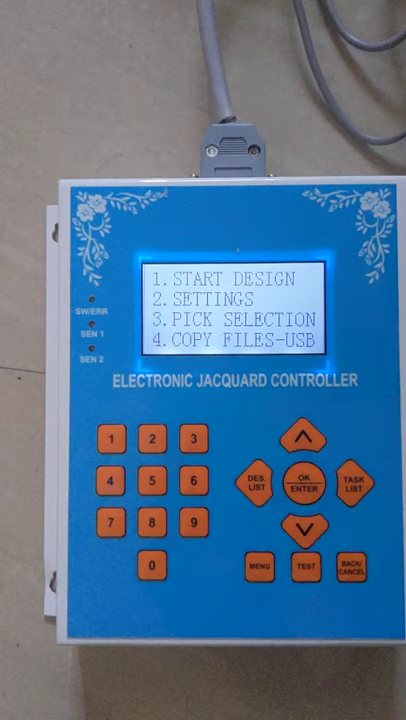 1.START DESIGN
2.SETTINGS
3.PICK SELECTION
4.COPY FILES-USB
SW/ERR
SEN 1
SEN 2
ELECTRONIC JACQUARD CONTROLLER
1 2 3
4 5 6
7 8 9
0
DES.
LIST
OK
ENTER
TASK
LIST
MENU
TEST
BACK/
CANCEL